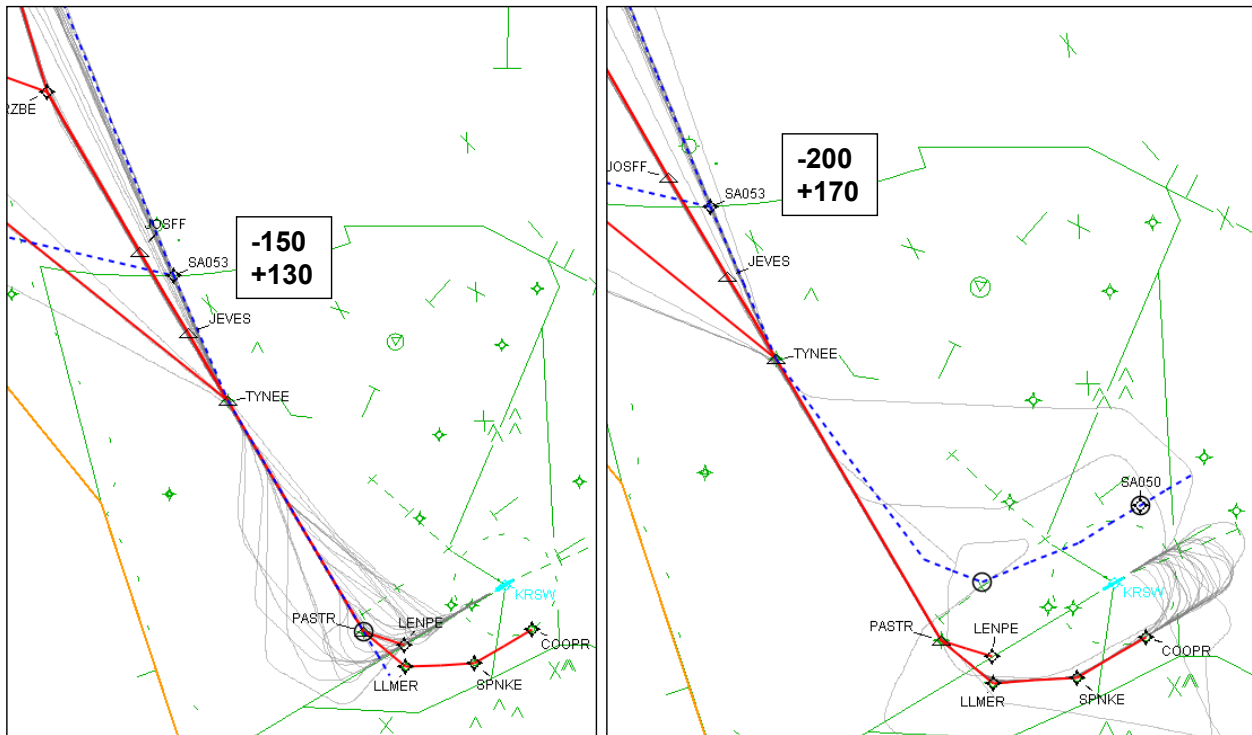 RZBE
JOSFF
SA053
-150
+130
JEVES
TYNEE
KRSW
PASTR
LENPE
COOPR
LLMER
SPNKE
JOSFF
SA053
-200
+170
JEVES
TYNEE
SA050
KRSW
PASTR
LENPE
COOPR
LLMER
SPNKE